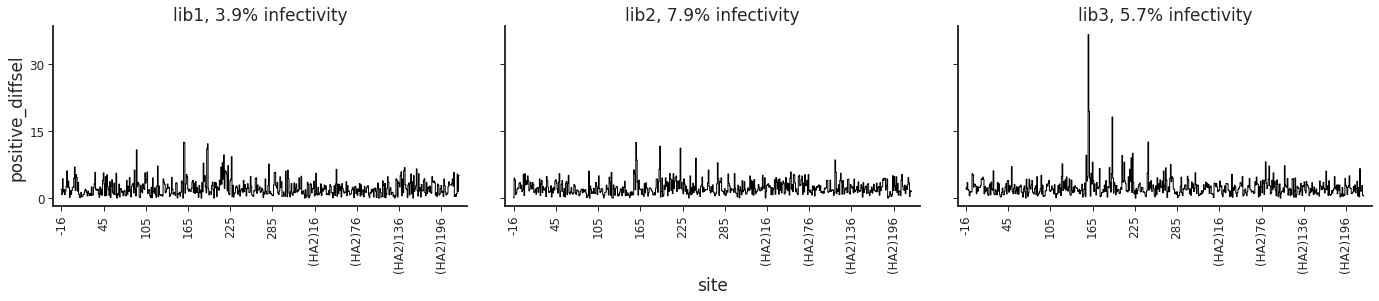 lib1, 3.9% infectivity
lib2, 7.9% infectivity
lib3, 5.7% infectivity
positive_diffsel
30
15
0
-16 45 105 165 225 285 (HA2)16 (HA2)76 (HA2)136 (HA2)196
-16 45 105 165 225 285 (HA2)16 (HA2)76 (HA2)136 (HA2)196
-16 45 105 165 225 285 (HA2)16 (HA2)76 (HA2)136 (HA2)196
site